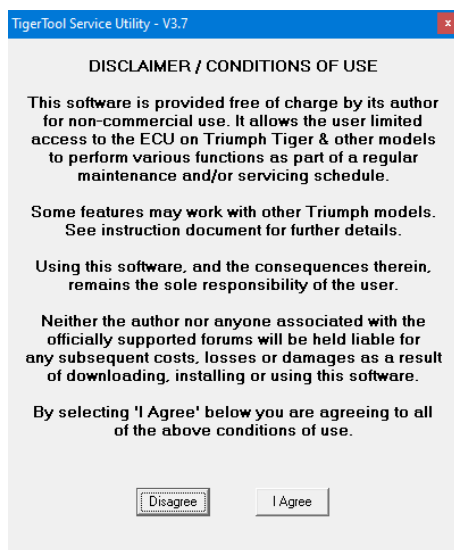 TigerTool Service Utility - V3.7
x
DISCLAIMER / CONDITIONS OF USE
This software is provided free of charge by its author
for non-commercial use. It allows the user limited
access to the ECU on Triumph Tiger & other models
to perform various functions as part of a regular
maintenance and/or servicing schedule.
Some features may work with other Triumph models.
See instruction document for further details.
Using this software, and the consequences therein,
remains the sole responsibility of the user.
Neither the author nor anyone associated with the
officially supported forums will be held liable for
any subsequent costs, losses or damages as a result
of downloading, installing or using this software.
By selecting 'I Agree' below you are agreeing to all
of the above conditions of use.
Disagree
I Agree